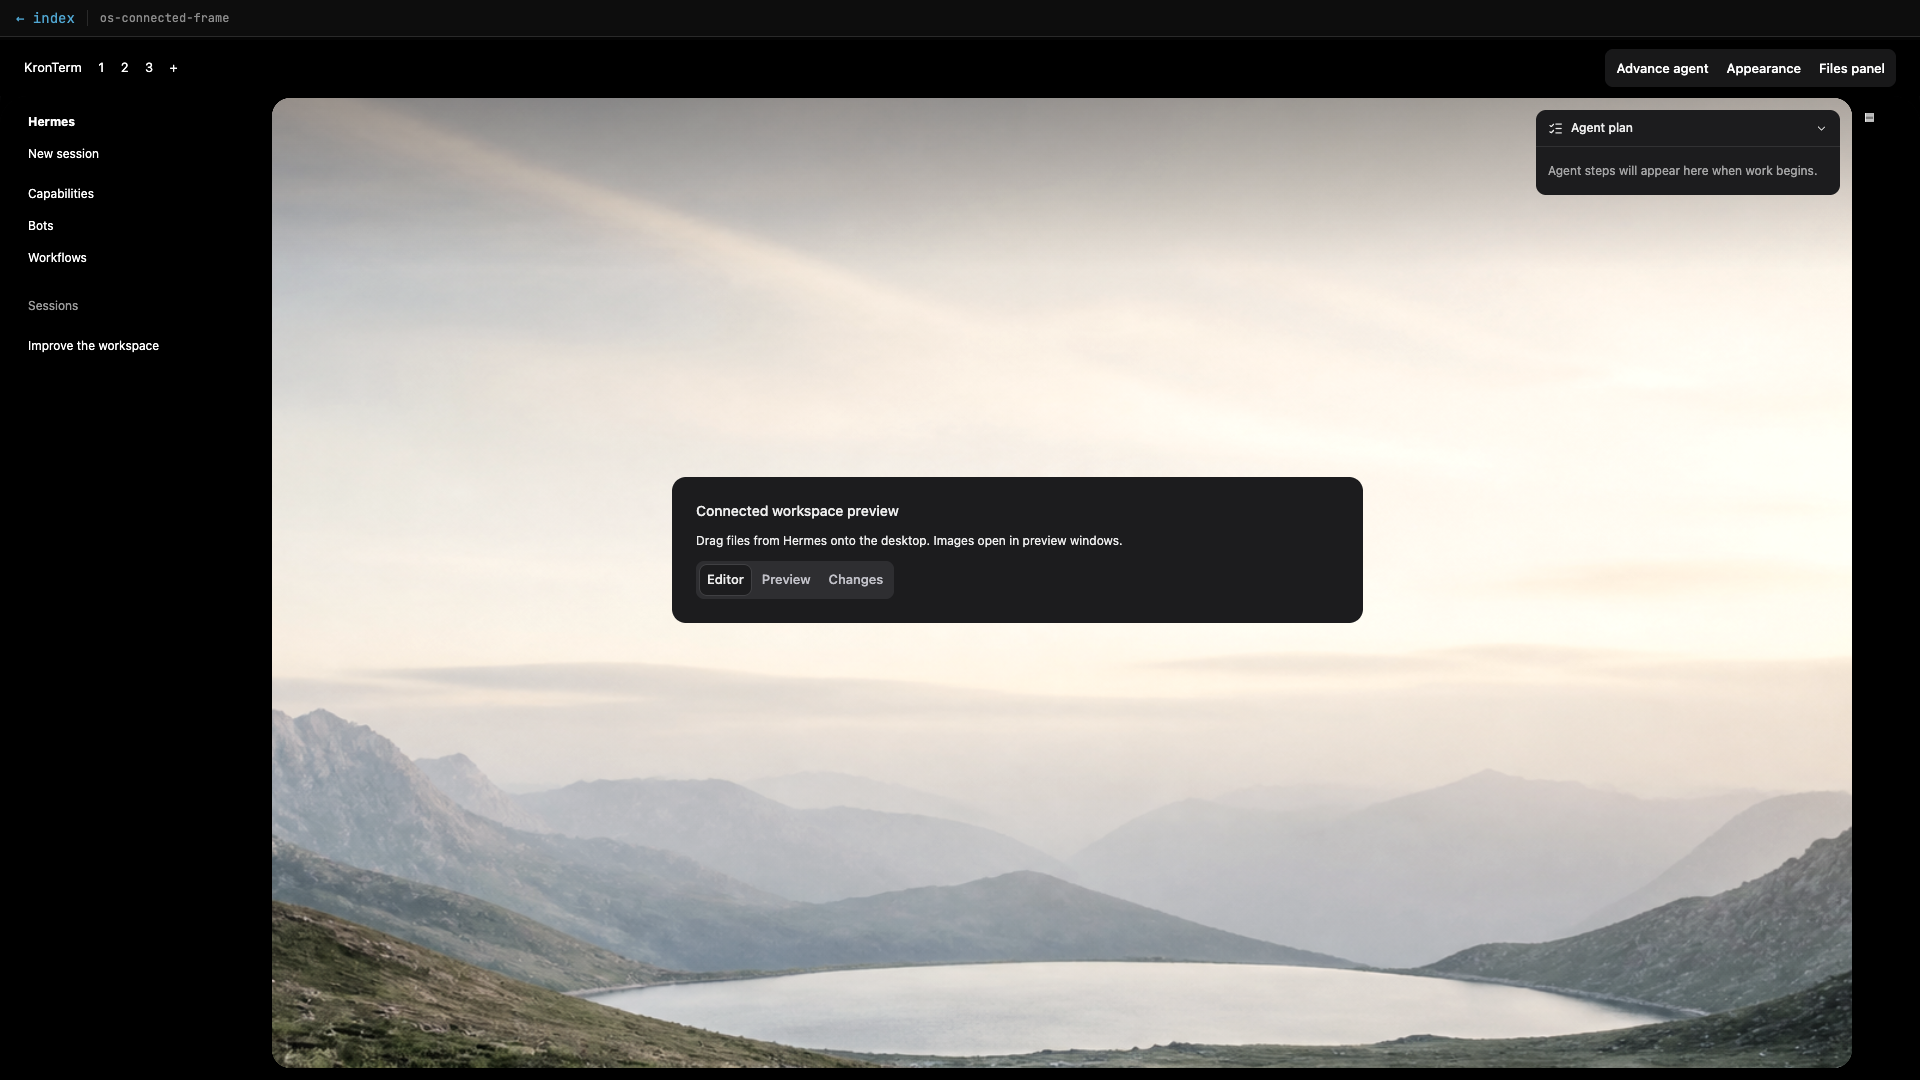 ← index os-connected-frame
KronTerm 1 2 3 +
Advance agent Appearance Files panel
Hermes
New session
Capabilities
Bots
Workflows
Sessions
Improve the workspace
Agent plan
Agent steps will appear here when work begins.
Connected workspace preview
Drag files from Hermes onto the desktop. Images open in preview windows.
Editor Preview Changes